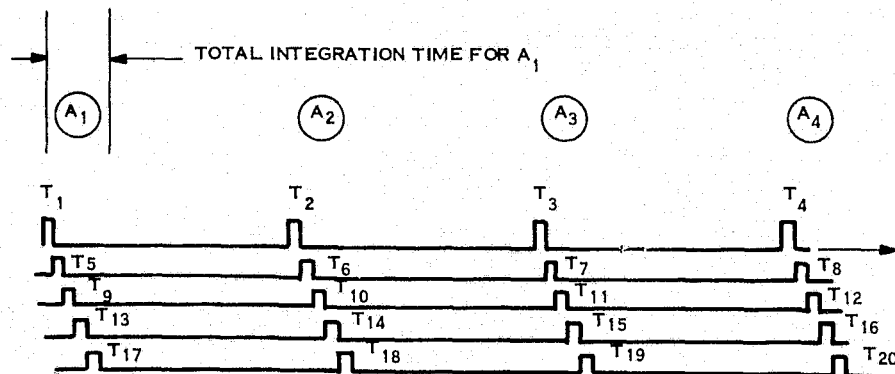 TOTAL INTEGRATION TIME FOR A1
A1 A2 A3 A4
T1 T2 T3 T4
T5 T6 T7 T8
T9 T10 T11 T12
T13 T14 T15 T16
T17 T18 T19 T20